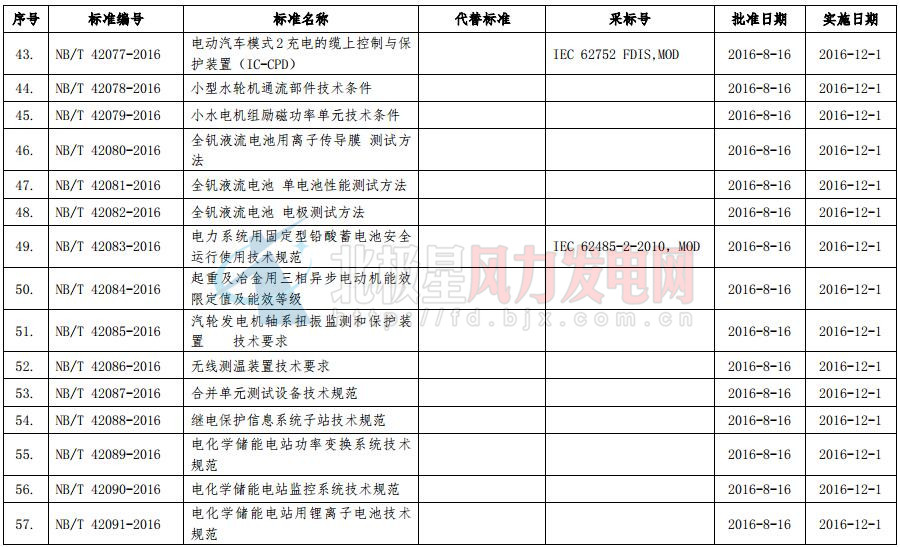 序号 标准编号 标准名称 代替标准 采标号 批准日期 实施日期
43. NB/T 42077-2016 电动汽车模式2充电的缆上控制与保 IEC 62752 FDIS,MOD 2016-8-16 2016-12-1
护装置（IC-CPD）
44. NB/T 42078-2016 小型水轮机通流部件技术条件 2016-8-16 2016-12-1
45. NB/T 42079-2016 小水电机组励磁功率单元技术条件 2016-8-16 2016-12-1
46. NB/T 42080-2016 全钒液流电池用离子传导膜 测试方 2016-8-16 2016-12-1
法
47. NB/T 42081-2016 全钒液流电池 单电池性能测试方法 2016-8-16 2016-12-1
48. NB/T 42082-2016 全钒液流电池 电极测试方法 2016-8-16 2016-12-1
49. NB/T 42083-2016 电力系统用固定型铅酸蓄电池安全 IEC 62485-2-2010, MOD 2016-8-16 2016-12-1
运行使用技术规范
50. NB/T 42084-2016 起重及冶金用三相异步电动机能效 2016-8-16 2016-12-1
限定值及能效等级
51. NB/T 42085-2016 汽轮发电机轴系扭振监测和保护装 2016-8-16 2016-12-1
置 技术要求
52. NB/T 42086-2016 无线测温装置技术要求 2016-8-16 2016-12-1
53. NB/T 42087-2016 合并单元测试设备技术规范 2016-8-16 2016-12-1
54. NB/T 42088-2016 继电保护信息系统子站技术规范 2016-8-16 2016-12-1
55. NB/T 42089-2016 电化学储能电站功率变换系统技术 2016-8-16 2016-12-1
规范
56. NB/T 42090-2016 电化学储能电站监控系统技术规范 2016-8-16 2016-12-1
57. NB/T 42091-2016 电化学储能电站用锂离子电池技术 2016-8-16 2016-12-1
规范
北极星风力发电网
http://fd.bjx.com.cn